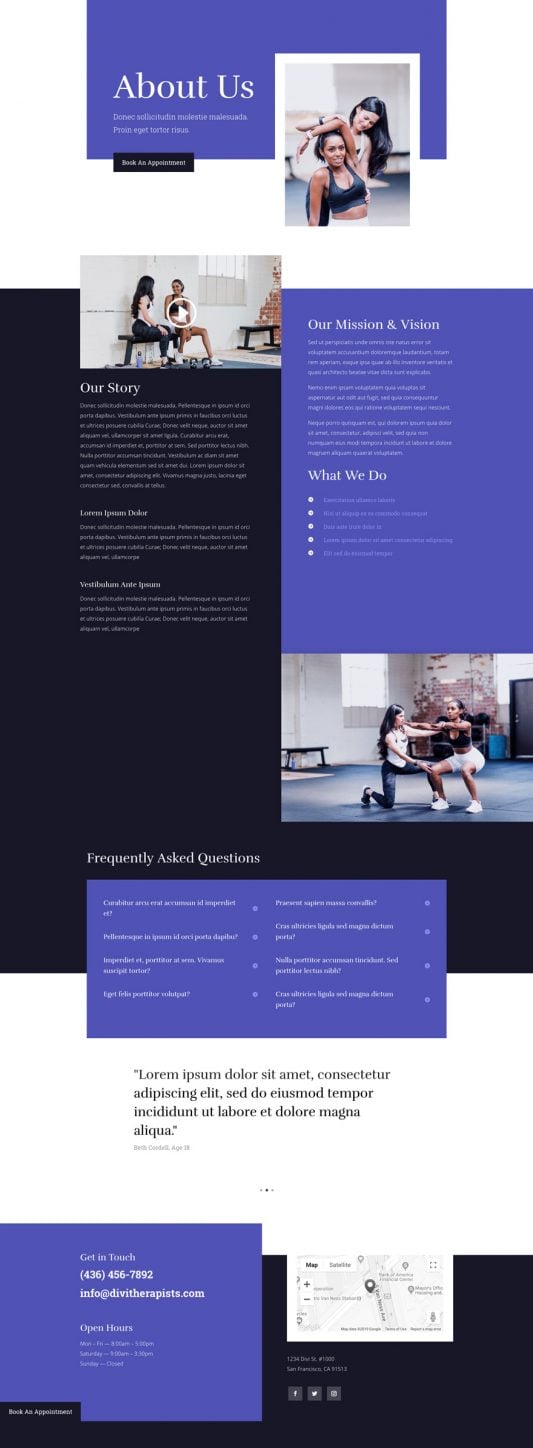 About Us
Donec sollicitudin molestie malesuada.
Proin eget tortor risus.
Book An Appointment
Our Story
Donec sollicitudin molestie malesuada. Pellentesque in ipsum id orci
porta dapibus. Vestibulum ante ipsum primis in faucibus orci luctus
et ultrices posuere cubilia Curae; Donec velit neque, auctor sit amet
aliquam vel, ullamcorper sit amet ligula. Curabitur arcu erat,
accumsan id imperdiet et, porttitor at sem. Sed porttitor lectus nibh.
Nulla porttitor accumsan tincidunt. Vestibulum ac diam sit amet
quam vehicula elementum sed sit amet dui. Lorem ipsum dolor sit
amet, consectetur adipiscing elit. Vivamus magna justo, lacinia eget
consectetur sed, convallis at tellus.
Lorem Ipsum Dolor
Donec sollicitudin molestie malesuada. Pellentesque in ipsum id orci
porta dapibus. Vestibulum ante ipsum primis in faucibus orci luctus
et ultrices posuere cubilia Curae; Donec velit neque, auctor sit amet
aliquam vel, ullamcorpe
Vestibulum Ante Ipsum
Donec sollicitudin molestie malesuada. Pellentesque in ipsum id orci
porta dapibus. Vestibulum ante ipsum primis in faucibus orci luctus
et ultrices posuere cubilia Curae; Donec velit neque, auctor sit amet
aliquam vel, ullamcorpe
Our Mission & Vision
Sed ut perspiciatis unde omnis iste natus error sit
voluptatem accusantium doloremque laudantium, totam
rem aperiam, eaque ipsa quae ab illo inventore veritatis et
quasi architecto beatae vitae dicta sunt explicabo.
Nemo enim ipsam voluptatem quia voluptas sit
aspernatur aut odit aut fugit, sed quia consequuntur
magni dolores eos qui ratione voluptatem sequi nesciunt.
Neque porro quisquam est, qui dolorem ipsum quia dolor
sit amet, consectetur, adipisci velit, sed quia non
numquam eius modi tempora incidunt ut labore et dolore
magnam aliquam quaerat voluptatem.
What We Do
Exercitation ullamco laboris
Nisi ut aliquip ex ea commodo consequat
Duis aute irure dolor in
Lorem ipsum dolor sit amet consectetur adipiscing
Elit sed do eiusmod tempor
Frequently Asked Questions
Curabitur arcu erat accumsan id imperdiet
et?
Pellentesque in ipsum id orci porta dapibu?
Imperdiet et, porttitor at sem. Vivamus
suscipit tortor?
Eget felis porttitor volutpat?
Praesent sapien massa convallis?
Cras ultricies ligula sed magna dictum
porta?
Nulla porttitor accumsan tincidunt. Sed
porttitor lectus nibh?
Cras ultricies ligula sed magna dictum
porta?
"Lorem ipsum dolor sit amet, consectetur
adipiscing elit, sed do eiusmod tempor
incididunt ut labore et dolore magna
aliqua."
Beth Cordell, Age 18
Get in Touch
(436) 456-7892
info@divitherapists.com
Open Hours
Mon – Fri — 8:00am – 5:00pm
Saturday — 9:00am – 3:30pm
Sunday — Closed
Book An Appointment
Map Satellite
Bank of America
Financial Center
Mayor's Offi
Housing and
Van Ness Station
Van Ness Ave
Google
Map data ©2019 Google Terms of Use Report a map error
1234 Divi St. #1000
San Francisco, CA 91513